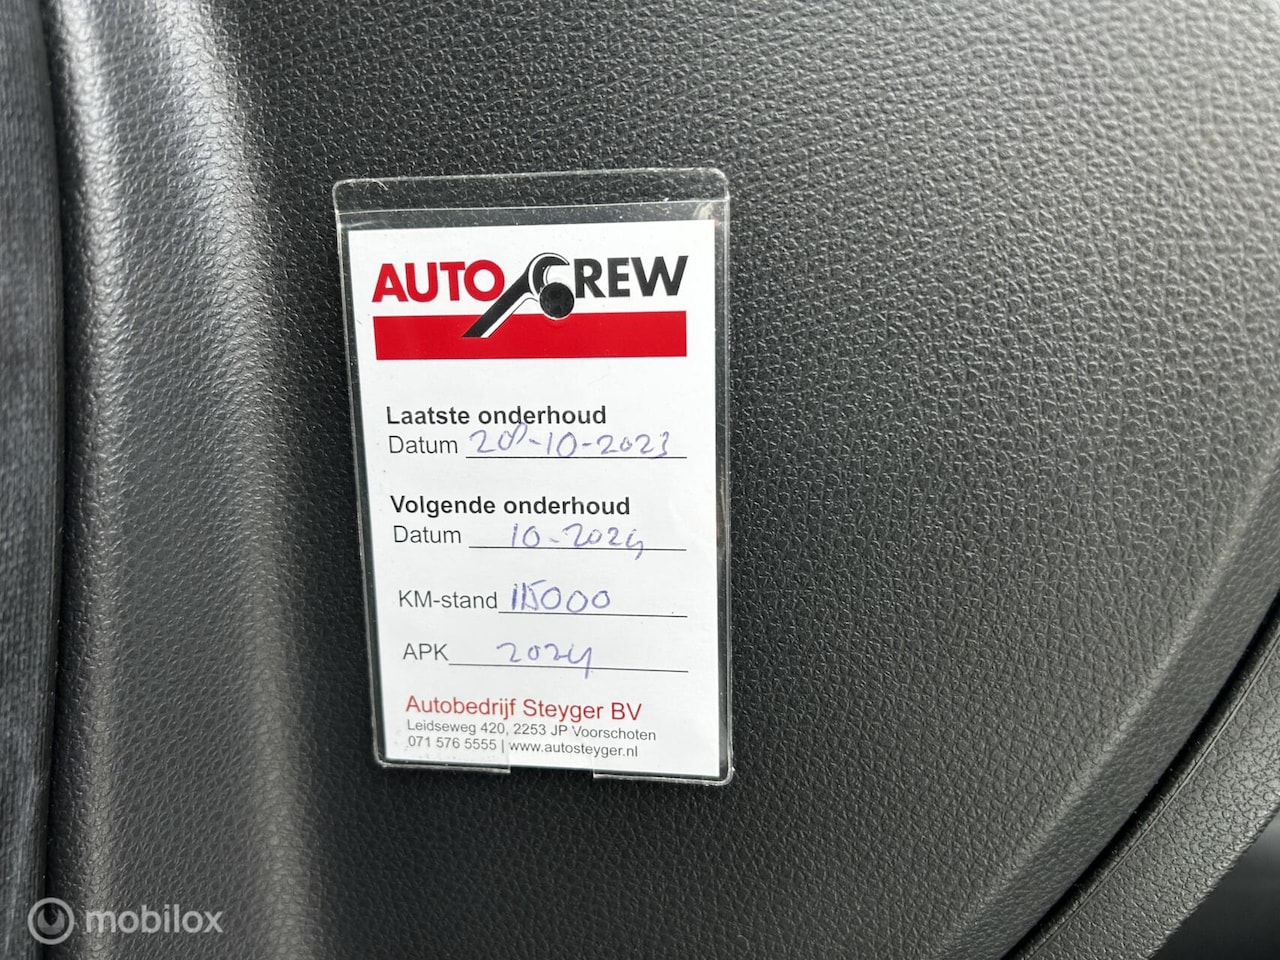 AUTO CREW
Laatste onderhoud
Datum 28-10-2023
Volgende onderhoud
Datum 10-2024
KM-stand 115000
APK 2024
Autobedrijf Steyger BV
Leidseweg 420, 2253 JP Voorschoten
071 576 5555 | www.autosteyger.nl
mobilox